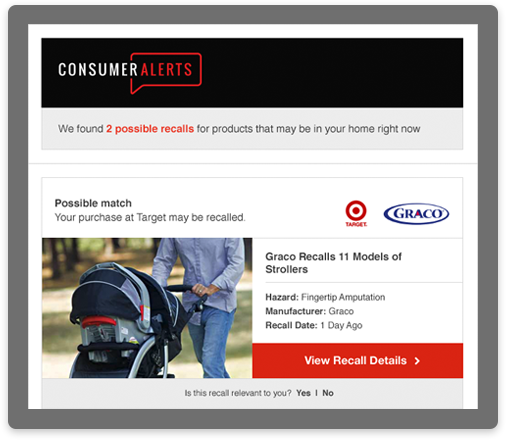 CONSUMERALERTS
We found 2 possible recalls for products that may be in your home right now
Possible match
Your purchase at Target may be recalled.
TARGET
GRACO
Graco Recalls 11 Models of
Strollers
Hazard: Fingertip Amputation
Manufacturer: Graco
Recall Date: 1 Day Ago
View Recall Details
Is this recall relevant to you? Yes | No